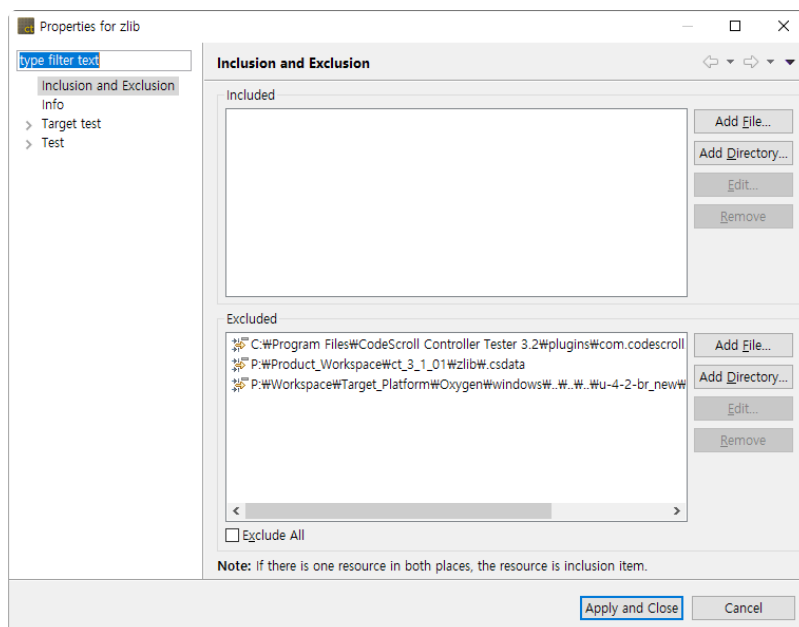 ct Properties for zlib
type filter text
Inclusion and Exclusion
Info
Target test
Test
Inclusion and Exclusion
Included
Add File...
Add Directory...
Edit...
Remove
Excluded
C:₩Program Files₩CodeScroll Controller Tester 3.2₩plugins₩com.codescroll
P:₩Product_Workspace₩ct_3_1_01₩zlib₩.csdata
P:₩Workspace₩Target_Platform₩Oxygen₩windows₩..₩..₩..₩u-4-2-br_new₩
Add File...
Add Directory...
Edit...
Remove
Exclude All
Note: If there is one resource in both places, the resource is inclusion item.
Apply and Close
Cancel